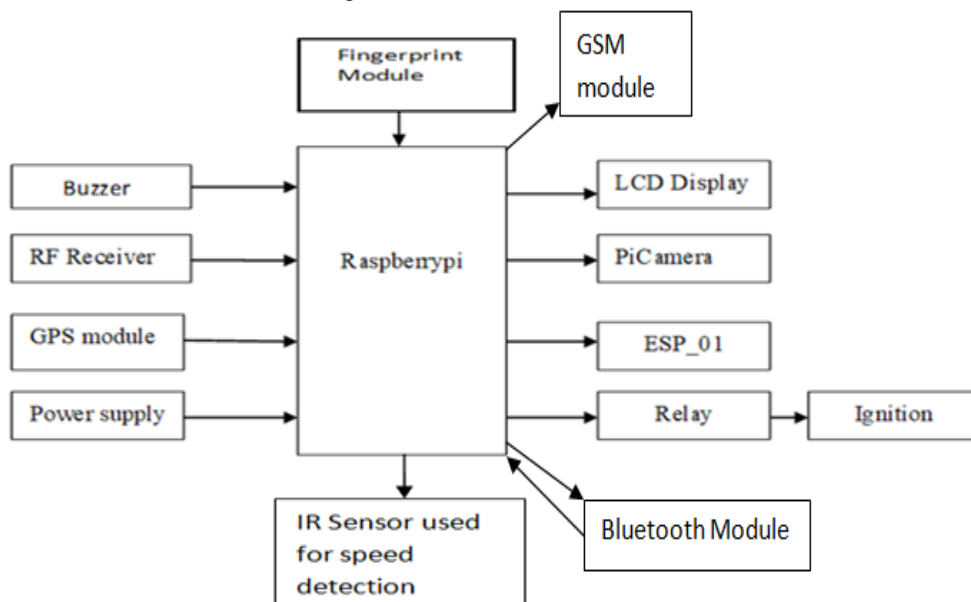 Fingerprint
Module
GSM
module
Buzzer
LCD Display
RF Receiver
Raspberrypi
PiCamera
GPS module
ESP_01
Power supply
Relay
Ignition
IR Sensor used
for speed
detection
Bluetooth Module